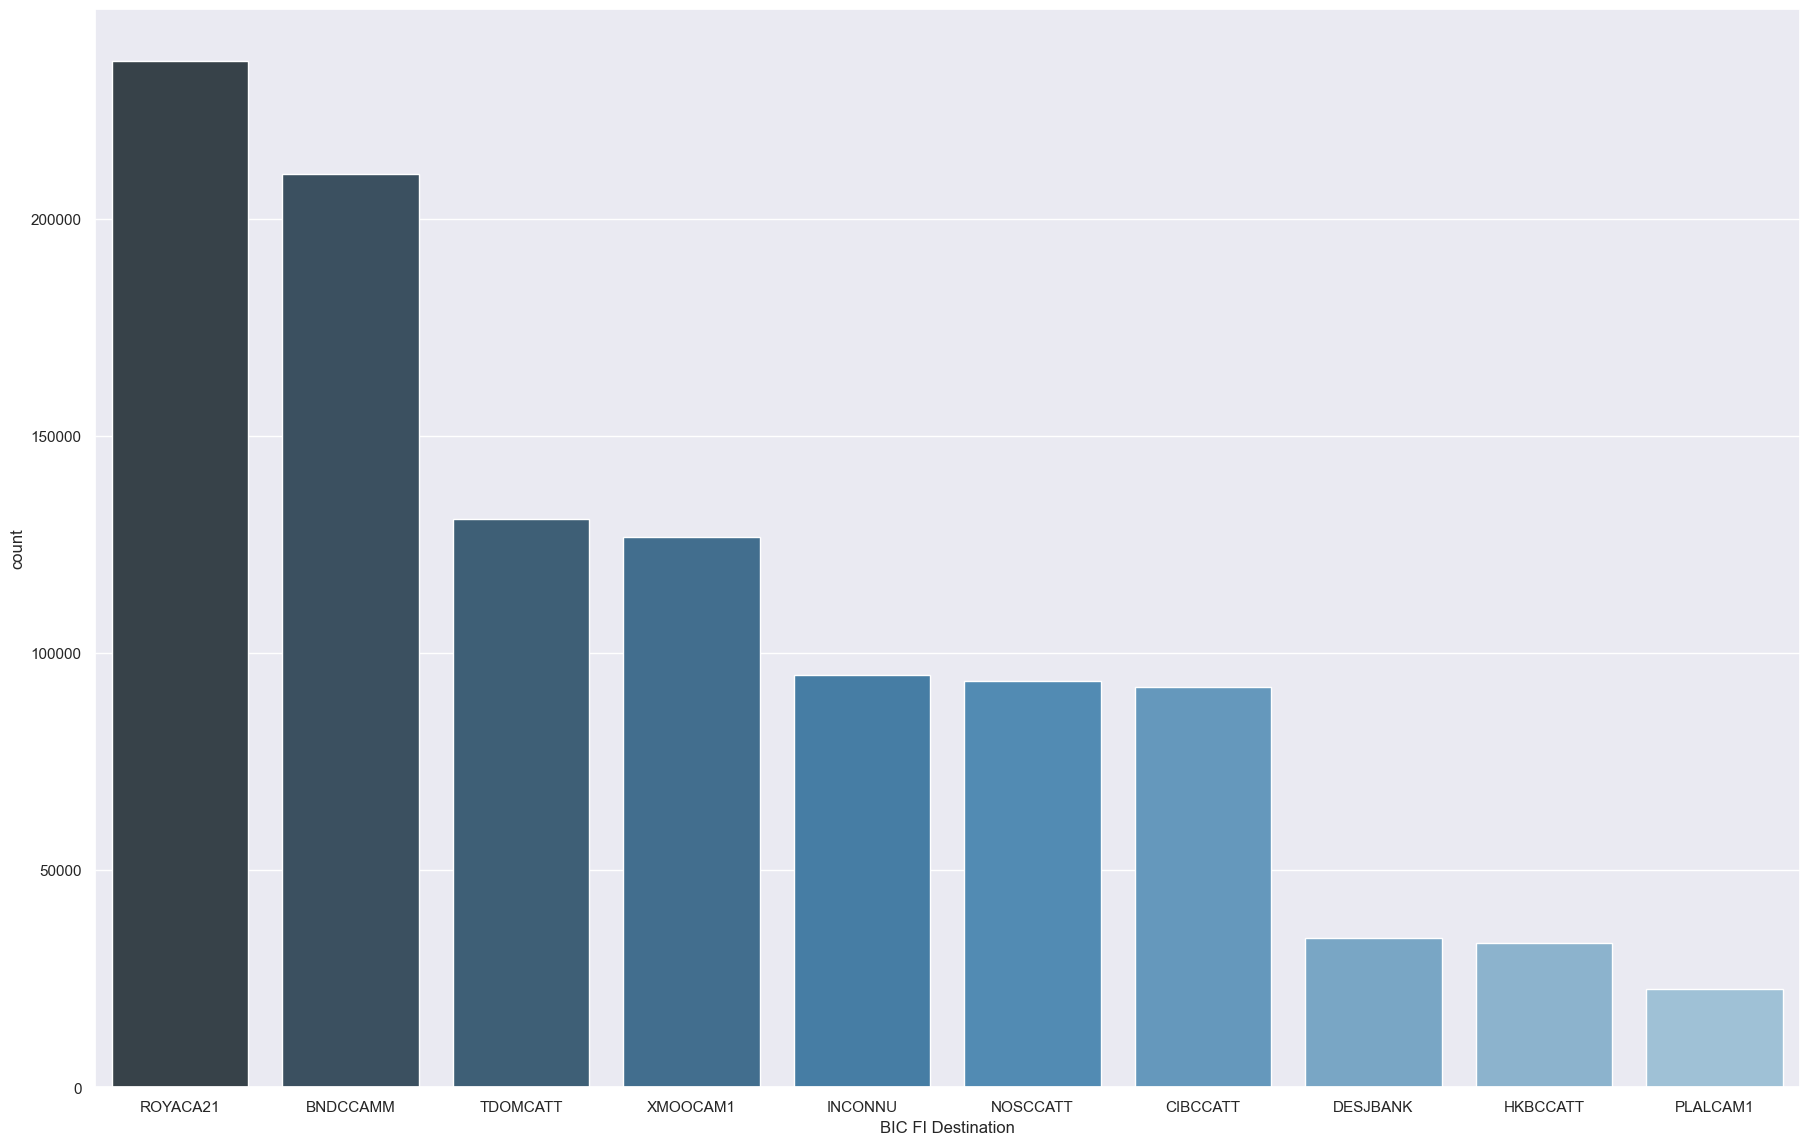 count
200000
150000
100000
50000
0
ROYACA21 BNDCCAMM TDOMCATT XMOOCAM1 INCONNU NOSCCATT CIBCCATT DESJBANK HKBCCATT PLALCAM1
BIC FI Destination